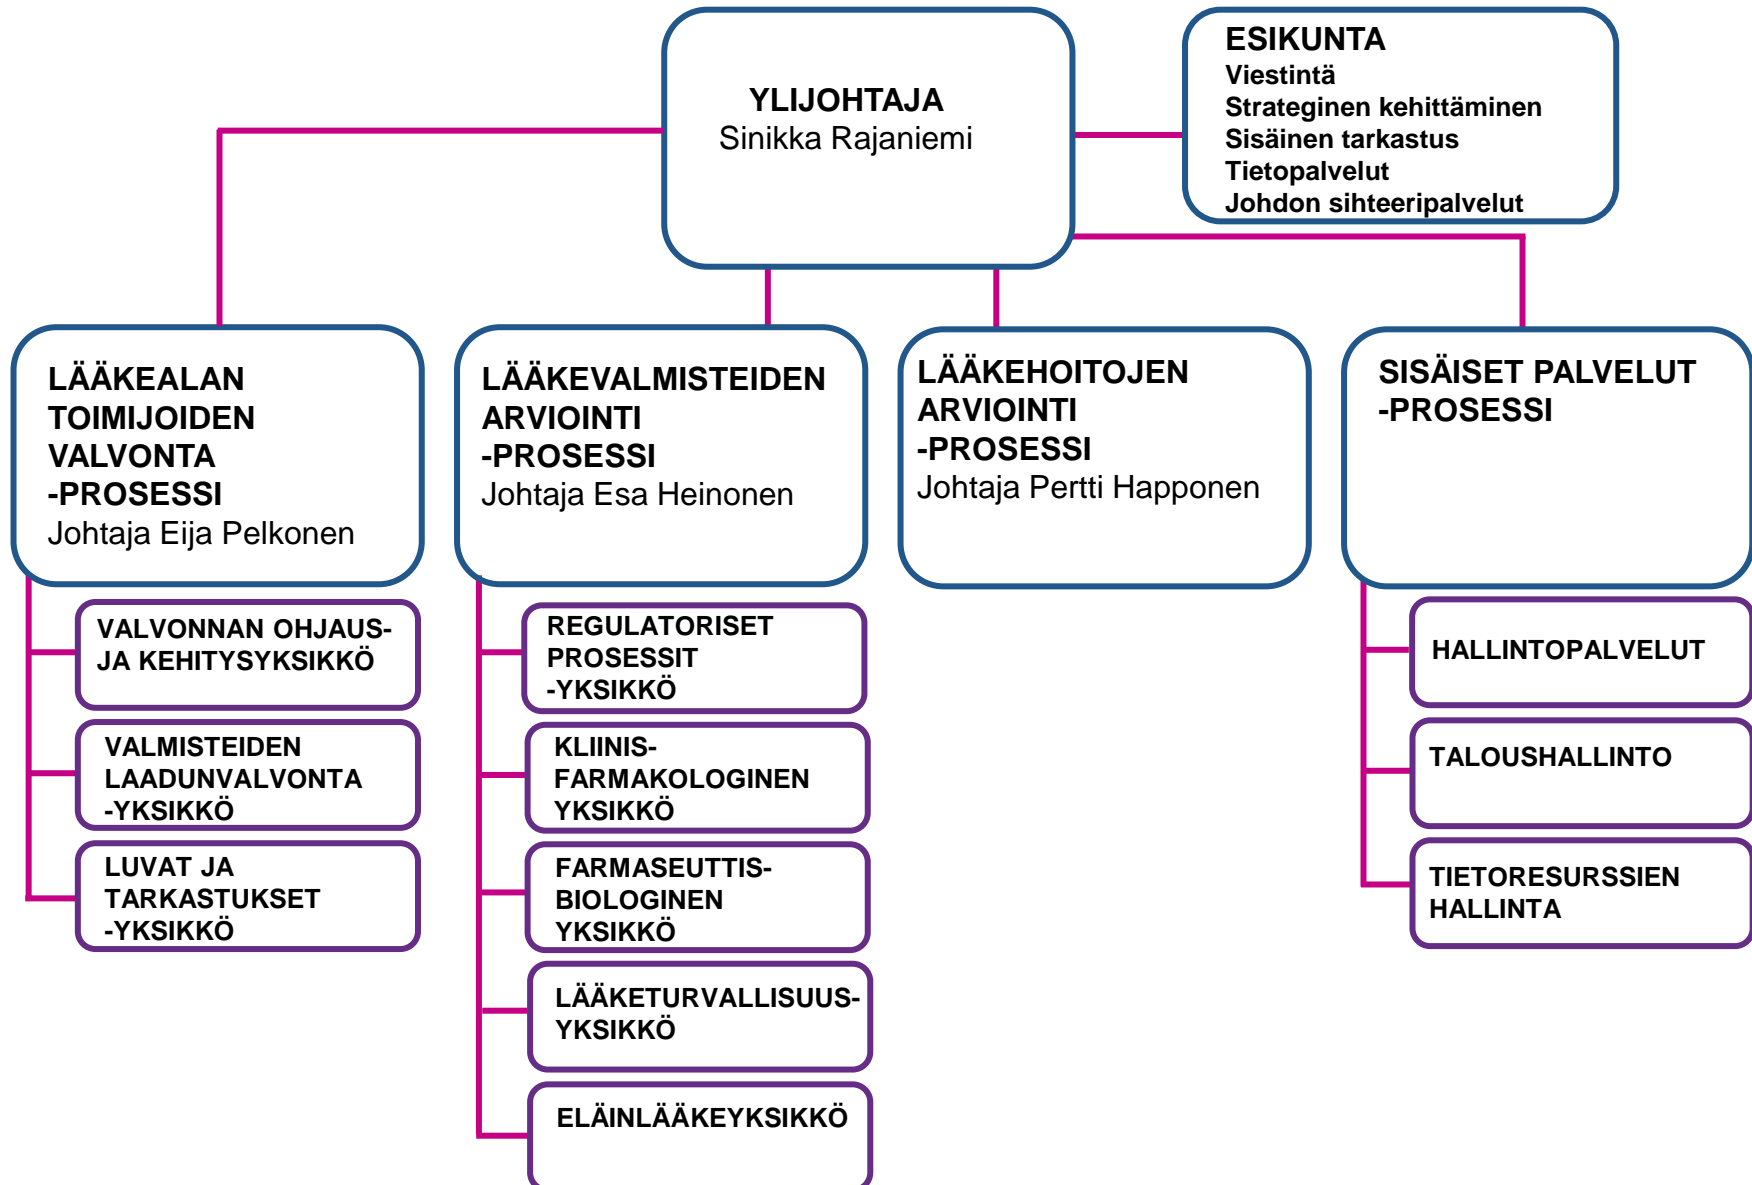 YLIJOHTAJA
Sinikka Rajaniemi
ESIKUNTA
Viestintä
Strateginen kehittäminen
Sisäinen tarkastus
Tietopalvelut
Johdon sihteeripalvelut
LÄÄKEALAN
TOIMIJOIDEN
VALVONTA
-PROSESSI
Johtaja Eija Pelkonen
VALVONNAN OHJAUS-
JA KEHITYSYKSIKKÖ
VALMISTEIDEN
LAADUNVALVONTA
-YKSIKKÖ
LUVAT JA
TARKASTUKSET
-YKSIKKÖ
LÄÄKEVALMISTEIDEN
ARVIOINTI
-PROSESSI
Johtaja Esa Heinonen
REGULATORISET
PROSESSIT
-YKSIKKÖ
KLIINIS-
FARMAKOLOGINEN
YKSIKKÖ
FARMASEUTTIS-
BIOLOGINEN
YKSIKKÖ
LÄÄKETURVALLISUUS-
YKSIKKÖ
ELÄINLÄÄKEYKSIKKÖ
LÄÄKEHOITOJEN
ARVIOINTI
-PROSESSI
Johtaja Pertti Happonen
SISÄISET PALVELUT
-PROSESSI
HALLINTOPALVELUT
TALOUSHALLINTO
TIETORESURSSIEN
HALLINTA